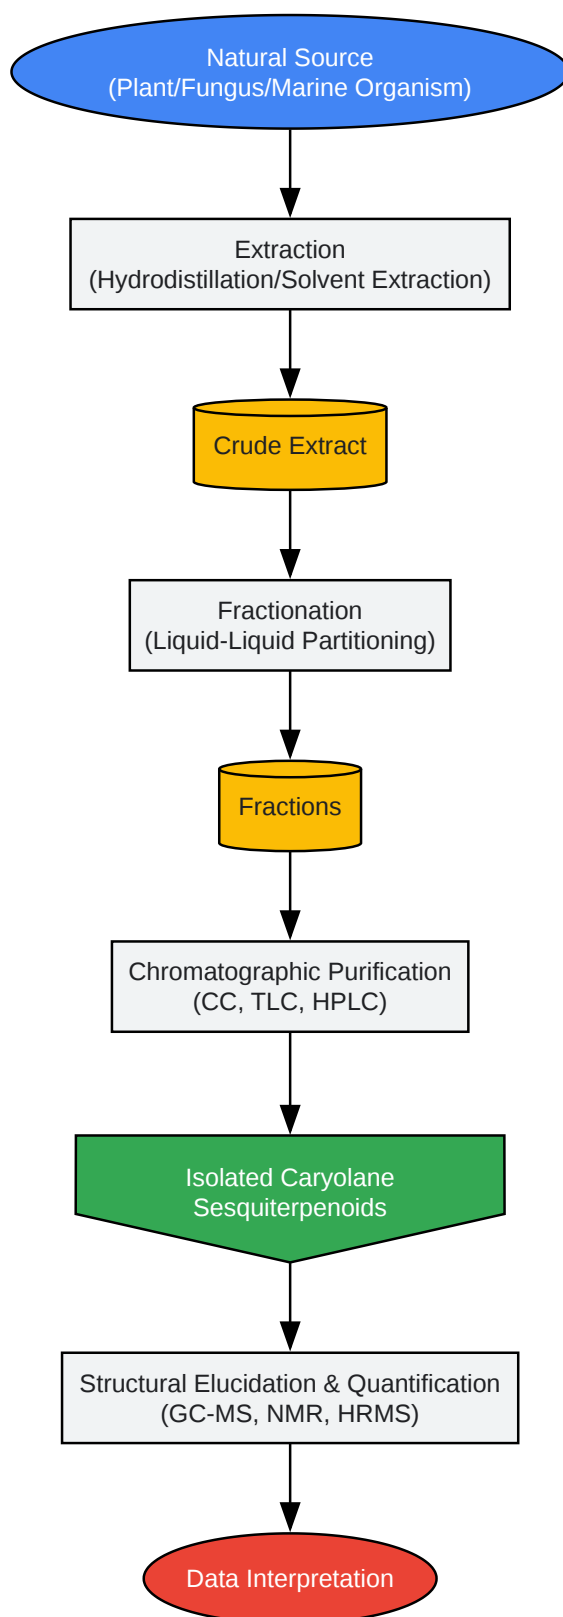 Natural Source
(Plant/Fungus/Marine Organism)
Extraction
(Hydrodistillation/Solvent Extraction)
Crude Extract
Fractionation
(Liquid-Liquid Partitioning)
Fractions
Chromatographic Purification
(CC, TLC, HPLC)
Isolated Caryolane
Sesquiterpenoids
Structural Elucidation & Quantification
(GC-MS, NMR, HRMS)
Data Interpretation